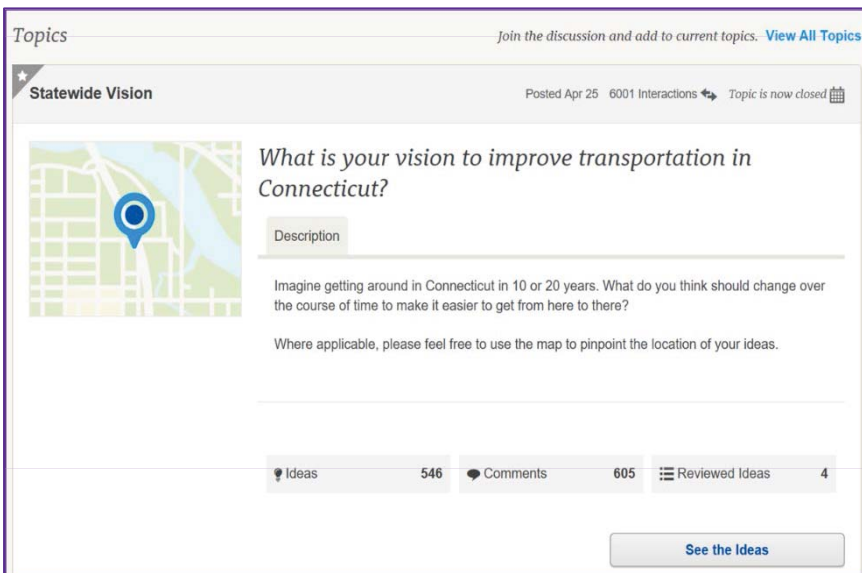 Topics
Join the discussion and add to current topics. View All Topics
Statewide Vision
Posted Apr 25 6001 Interactions Topic is now closed
What is your vision to improve transportation in
Connecticut?
Description
Imagine getting around in Connecticut in 10 or 20 years. What do you think should change over
the course of time to make it easier to get from here to there?
Where applicable, please feel free to use the map to pinpoint the location of your ideas.
Ideas 546
Comments 605
Reviewed Ideas 4
See the Ideas